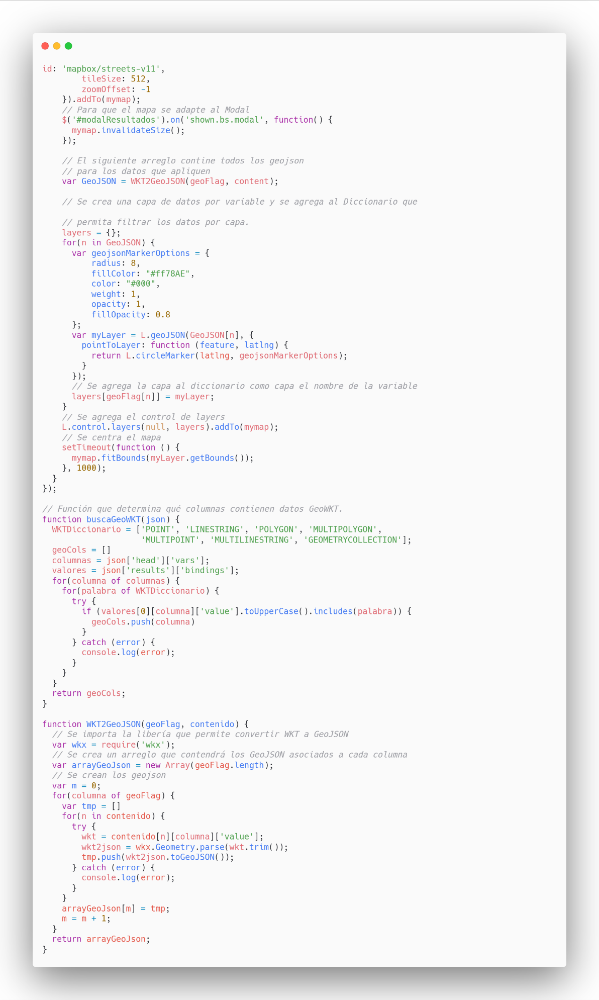 id: 'mapbox/streets-v11',
        tileSize: 512,
        zoomOffset: -1
    }).addTo(mymap);
    // Para que el mapa se adapte al Modal
    $('#modalResultados').on('shown.bs.modal', function() {
      mymap.invalidateSize();
    });

    // El siguiente arreglo contine todos los geojson
    // para los datos que apliquen
    var GeoJSON = WKT2GeoJSON(geoFlag, content);

    // Se crea una capa de datos por variable y se agrega al Diccionario que

    // permita filtrar los datos por capa.
    layers = {};
    for(n in GeoJSON) {
      var geojsonMarkerOptions = {
          radius: 8,
          fillColor: "#ff78AE",
          color: "#000",
          weight: 1,
          opacity: 1,
          fillOpacity: 0.8
      };
      var myLayer = L.geoJSON(GeoJSON[n], {
        pointToLayer: function (feature, latlng) {
          return L.circleMarker(latlng, geojsonMarkerOptions);
        }
      });
      // Se agrega la capa al diccionario como capa el nombre de la variable
      layers[geoFlag[n]] = myLayer;
    }
    // Se agrega el control de layers
    L.control.layers(null, layers).addTo(mymap);
    // Se centra el mapa
    setTimeout(function () {
      mymap.fitBounds(myLayer.getBounds());
    }, 1000);
  }
});

// Función que determina qué columnas contienen datos GeoWKT.
function buscaGeoWKT(json) {
  WKTDiccionario = ['POINT', 'LINESTRING', 'POLYGON', 'MULTIPOLYGON',
                    'MULTIPOINT', 'MULTILINESTRING', 'GEOMETRYCOLLECTION'];
  geoCols = []
  columnas = json['head']['vars'];
  valores = json['results']['bindings'];
  for(columna of columnas) {
    for(palabra of WKTDiccionario) {
      try {
        if (valores[0][columna]['value'].toUpperCase().includes(palabra)) {
          geoCols.push(columna)
        }
      } catch (error) {
        console.log(error);
      }
    }
  }
  return geoCols;
}

function WKT2GeoJSON(geoFlag, contenido) {
  // Se importa la libería que permite convertir WKT a GeoJSON
  var wkx = require('wkx');
  // Se crea un arreglo que contendrá los GeoJSON asociados a cada columna
  var arrayGeoJson = new Array(geoFlag.length);
  // Se crean los geojson
  var m = 0;
  for(columna of geoFlag) {
    var tmp = []
    for(n in contenido) {
      try {
        wkt = contenido[n][columna]['value'];
        wkt2json = wkx.Geometry.parse(wkt.trim());
        tmp.push(wkt2json.toGeoJSON());
      } catch (error) {
        console.log(error);
      }
    }
    arrayGeoJson[m] = tmp;
    m = m + 1;
  }
  return arrayGeoJson;
}